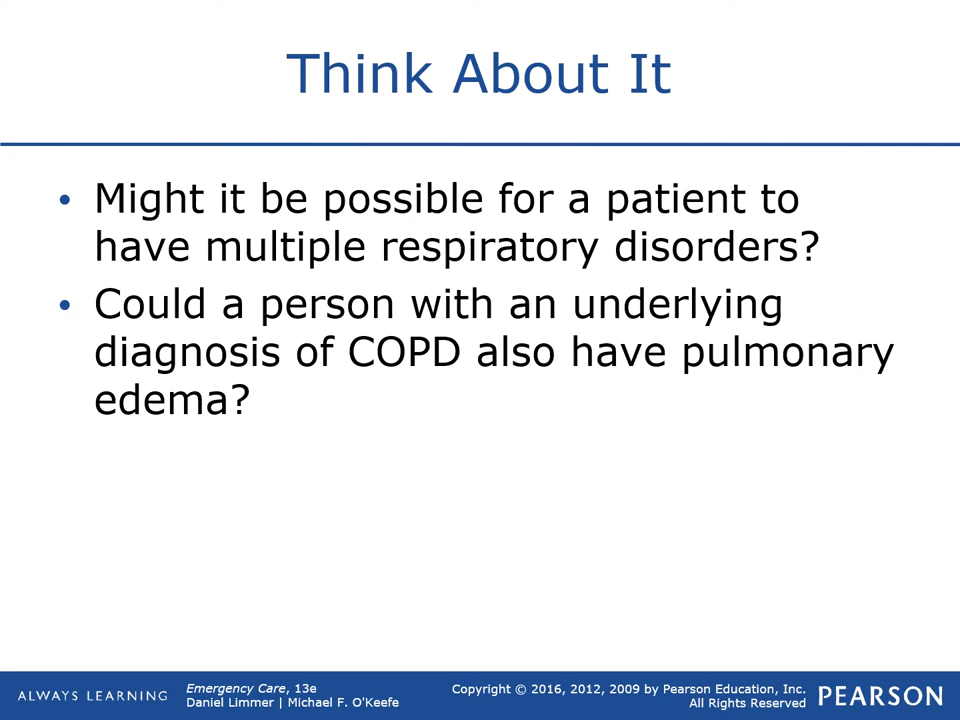 Think About It
• Might it be possible for a patient to
have multiple respiratory disorders?
• Could a person with an underlying
diagnosis of COPD also have pulmonary
edema?
ALWAYS LEARNING
Emergency Care, 13e
Daniel Limmer | Michael F. O'Keefe
Copyright © 2016, 2012, 2009 by Pearson Education, Inc.
All Rights Reserved
PEARSON